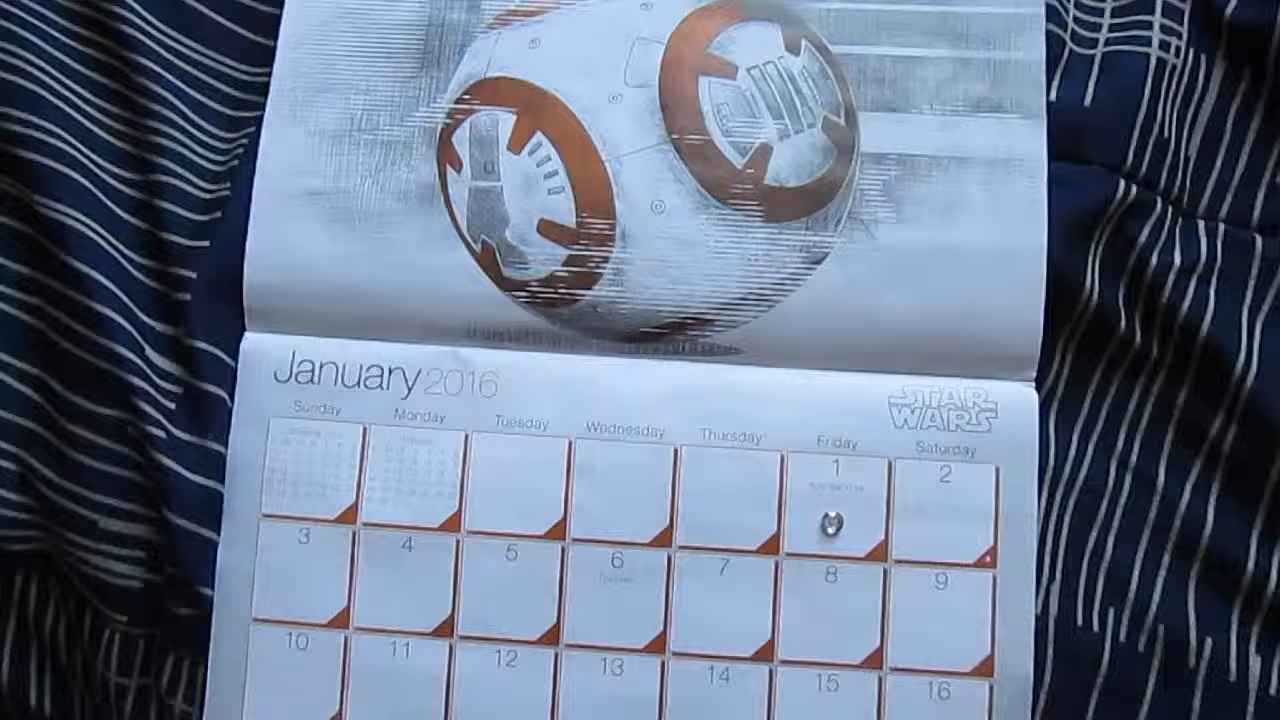 January 2016
STAR
WARS
Sunday Monday Tuesday Wednesday Thursday Friday Saturday
1 2
3 4 5 6 7 8 9
10 11 12 13 14 15 16